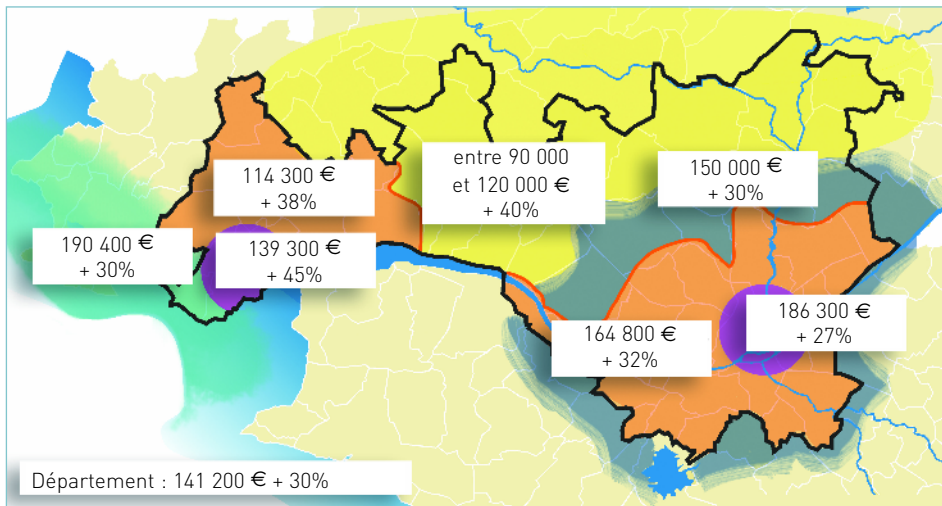 entre 90 000
et 120 000 €
+ 40%
150 000 €
+ 30%
114 300 €
+ 38%
190 400 €
+ 30%
139 300 €
+ 45%
164 800 €
+ 32%
186 300 €
+ 27%
Département : 141 200 € + 30%